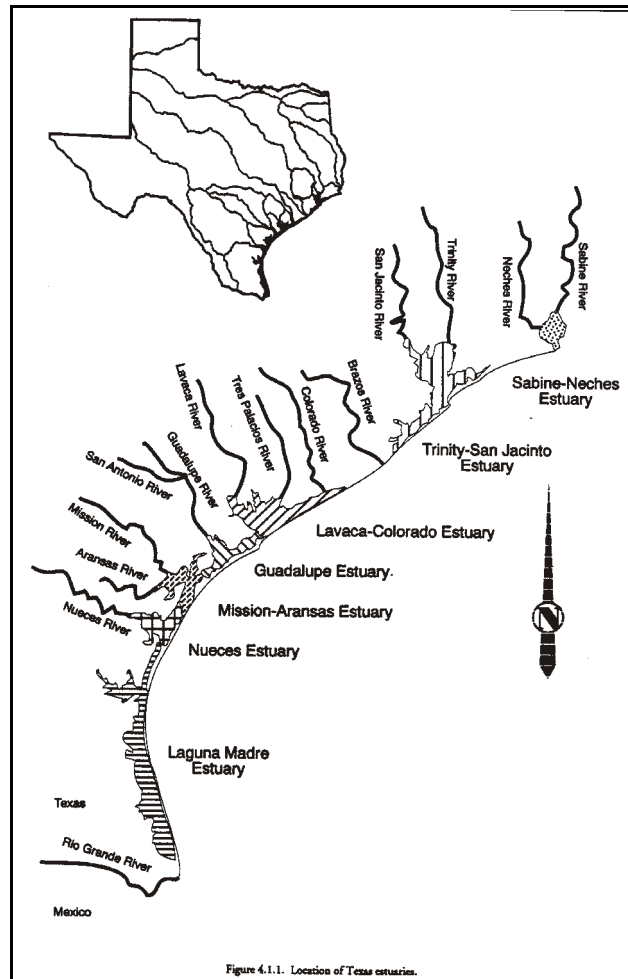 San Jacinto River
Trinity River
Neches River
Sabine River
Sabine-Neches
Estuary
Lavaca River
Tres Palacios River
Colorado River
Brazos River
Trinity-San Jacinto
Estuary
San Antonio River
Guadalupe River
Lavaca-Colorado Estuary
Mission River
Guadalupe Estuary.
Aransas River
Mission-Aransas Estuary
Nueces River
Nueces Estuary
N
Laguna Madre
Estuary
Texas
Rio Grande River
Mexico
Figure 4.1.1. Location of Texas estuaries.